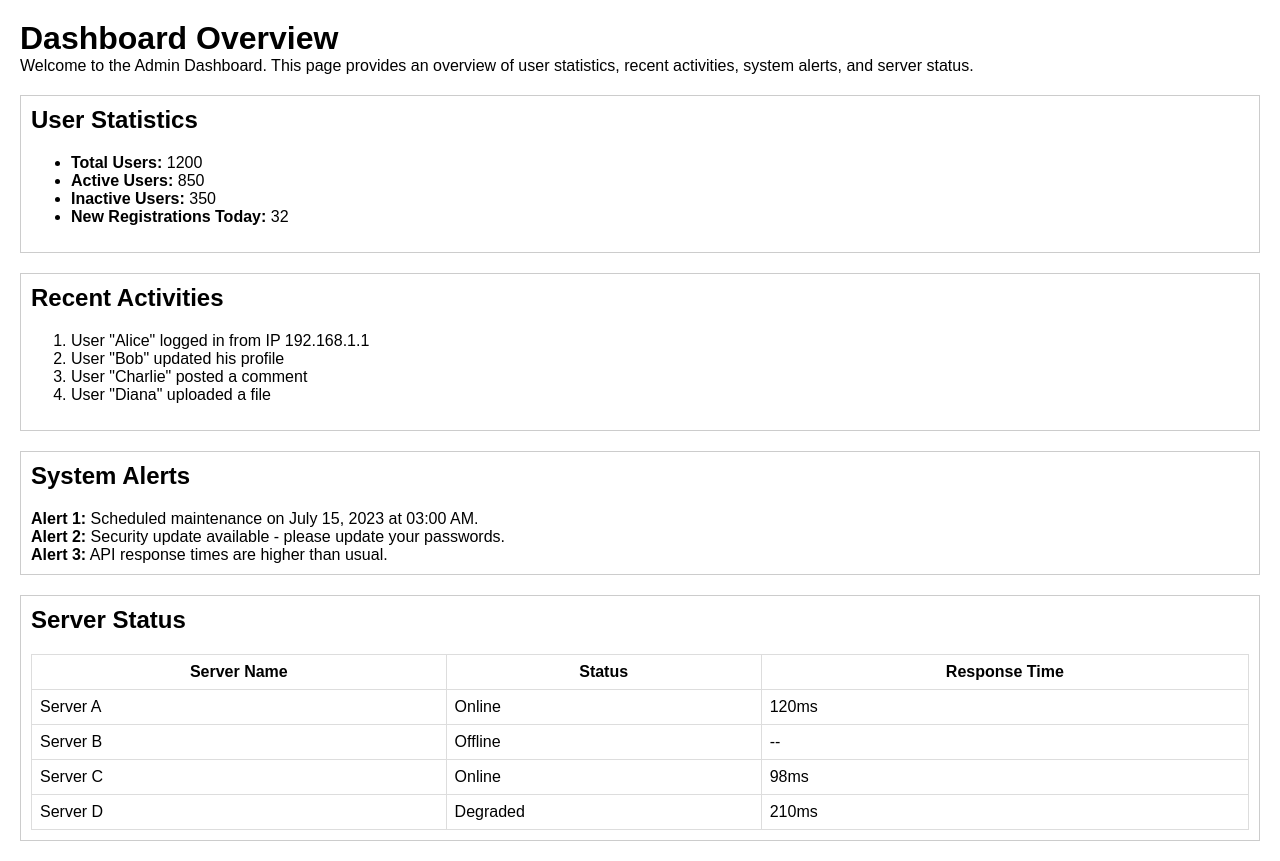 Dashboard Overview
Welcome to the Admin Dashboard. This page provides an overview of user statistics, recent activities, system alerts, and server status.
User Statistics
• Total Users: 1200
• Active Users: 850
• Inactive Users: 350
• New Registrations Today: 32
Recent Activities
1. User "Alice" logged in from IP 192.168.1.1
2. User "Bob" updated his profile
3. User "Charlie" posted a comment
4. User "Diana" uploaded a file
System Alerts
Alert 1: Scheduled maintenance on July 15, 2023 at 03:00 AM.
Alert 2: Security update available - please update your passwords.
Alert 3: API response times are higher than usual.
Server Status
Server Name Status Response Time
Server A Online 120ms
Server B Offline --
Server C Online 98ms
Server D Degraded 210ms